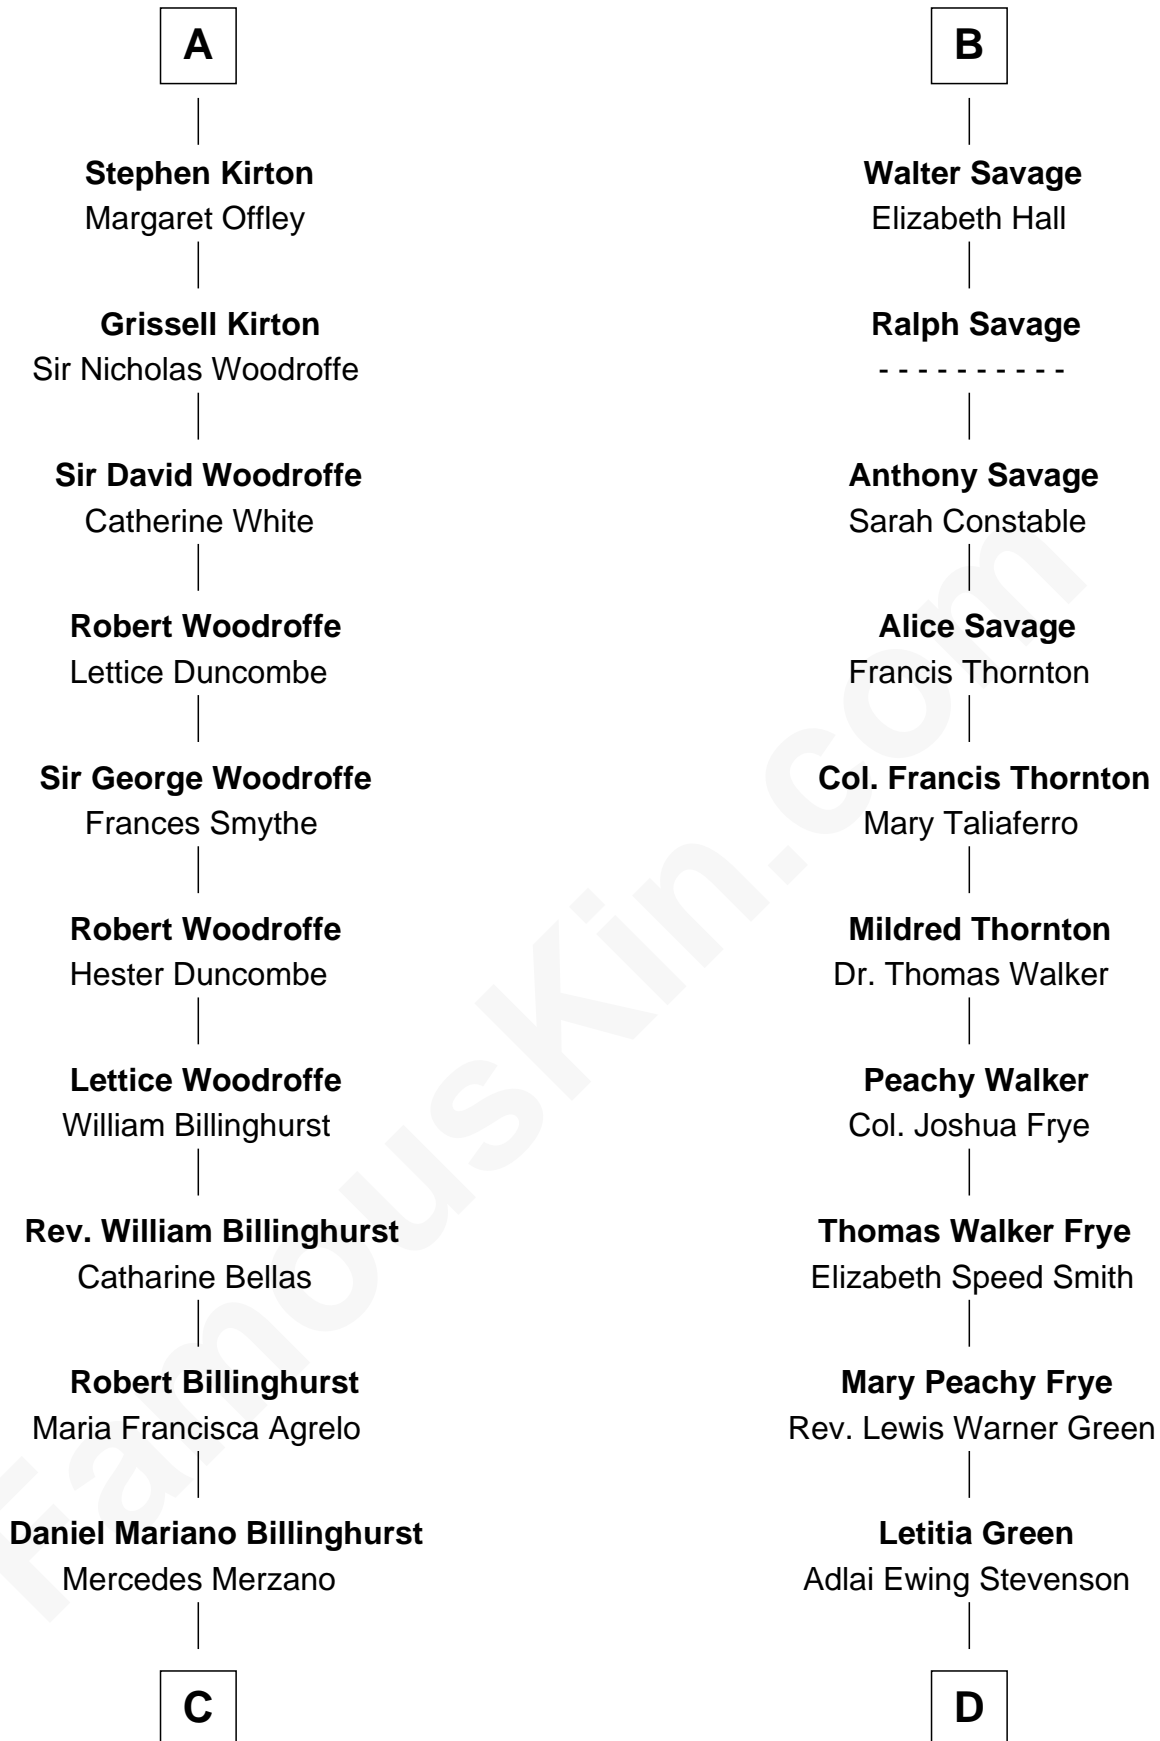 A
Stephen Kirton
Margaret Offley
Grissell Kirton
Sir Nicholas Woodroffe
Sir David Woodroffe
Catherine White
Robert Woodroffe
Lettice Duncombe
Sir George Woodroffe
Frances Smythe
Robert Woodroffe
Hester Duncombe
Lettice Woodroffe
William Billinghurst
Rev. William Billinghurst
Catharine Bellas
Robert Billinghurst
Maria Francisca Agrelo
Daniel Mariano Billinghurst
Mercedes Merzano
C
B
Walter Savage
Elizabeth Hall
Ralph Savage
- - - - - - - - - -
Anthony Savage
Sarah Constable
Alice Savage
Francis Thornton
Col. Francis Thornton
Mary Taliaferro
Mildred Thornton
Dr. Thomas Walker
Peachy Walker
Col. Joshua Frye
Thomas Walker Frye
Elizabeth Speed Smith
Mary Peachy Frye
Rev. Lewis Warner Green
Letitia Green
Adlai Ewing Stevenson
D
FamousKin.com